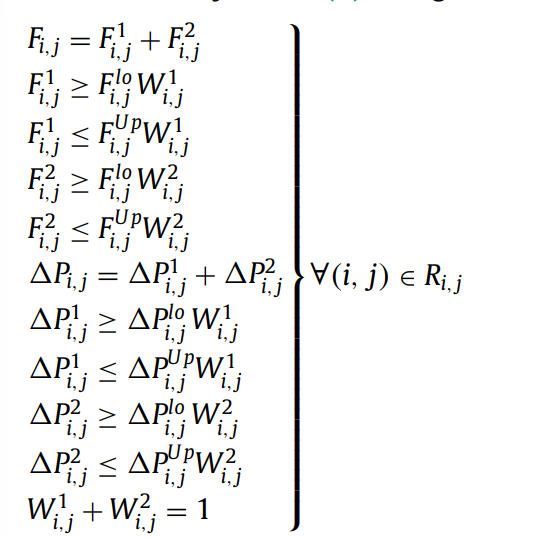 F_{i,j} = F^1_{i,j} + F^2_{i,j}
F^1_{i,j} ≥ F^{lo}_{i,j} W^1_{i,j}
F^1_{i,j} ≤ F^{Up}_{i,j} W^1_{i,j}
F^2_{i,j} ≥ F^{lo}_{i,j} W^2_{i,j}
F^2_{i,j} ≤ F^{Up}_{i,j} W^2_{i,j}
ΔP_{i,j} = ΔP^1_{i,j} + ΔP^2_{i,j} } ∀(i, j) ∈ R_{i,j}
ΔP^1_{i,j} ≥ ΔP^{lo}_{i,j} W^1_{i,j}
ΔP^1_{i,j} ≤ ΔP^{Up}_{i,j} W^1_{i,j}
ΔP^2_{i,j} ≥ ΔP^{lo}_{i,j} W^2_{i,j}
ΔP^2_{i,j} ≤ ΔP^{Up}_{i,j} W^2_{i,j}
W^1_{i,j} + W^2_{i,j} = 1